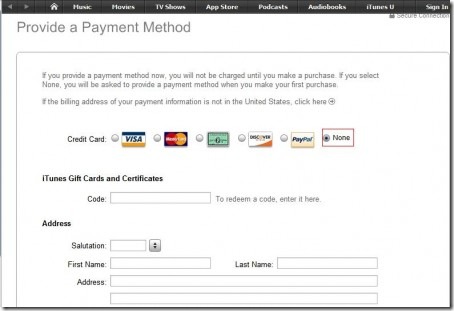 Music Movies TV Shows App Store Podcasts Audiobooks iTunes U Sign In
Secure Connection
Provide a Payment Method
If you provide a payment method now, you will not be charged until you make a purchase. If you select
None, you will be asked to provide a payment method when you make your first purchase.
If the billing address of your payment information is not in the United States, click here
Credit Card: VISA MasterCard DISCOVER PayPal None
iTunes Gift Cards and Certificates
Code: To redeem a code, enter it here.
Address
Salutation:
First Name: Last Name:
Address: